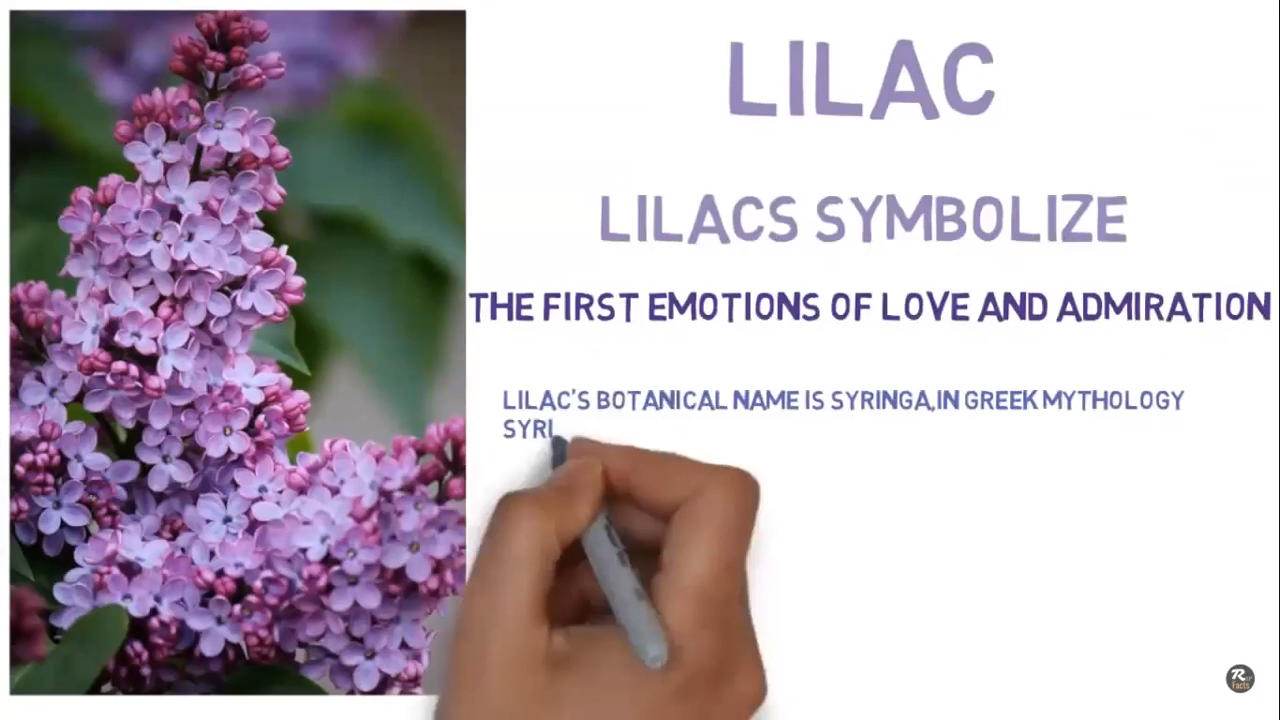 LILAC
LILACS SYMBOLIZE
THE FIRST EMOTIONS OF LOVE AND ADMIRATION
LILAC'S BOTANICAL NAME IS SYRINGA,IN GREEK MYTHOLOGY
SYRI
Facts